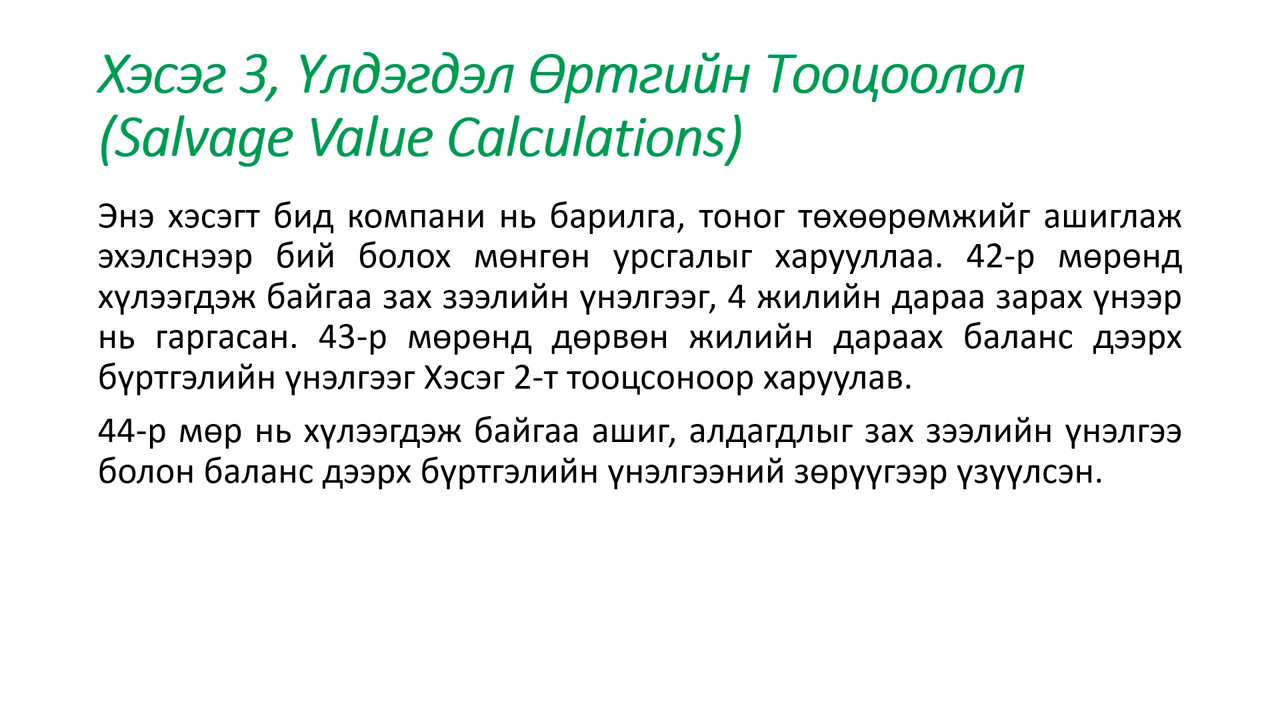 Хэсэг 3, Үлдэгдэл Өртгийн Тооцоолол
(Salvage Value Calculations)
Энэ хэсэгт бид компани нь барилга, тоног төхөөрөмжийг ашиглаж
эхэлснээр бий болох мөнгөн урсгалыг харууллаа. 42-р мөрөнд
хүлээгдэж байгаа зах зээлийн үнэлгээг, 4 жилийн дараа зарах үнээр
нь гаргасан. 43-р мөрөнд дөрвөн жилийн дараах баланс дээрх
бүртгэлийн үнэлгээг Хэсэг 2-т тооцсоноор харуулав.
44-р мөр нь хүлээгдэж байгаа ашиг, алдагдлыг зах зээлийн үнэлгээ
болон баланс дээрх бүртгэлийн үнэлгээний зөрүүгээр үзүүлсэн.